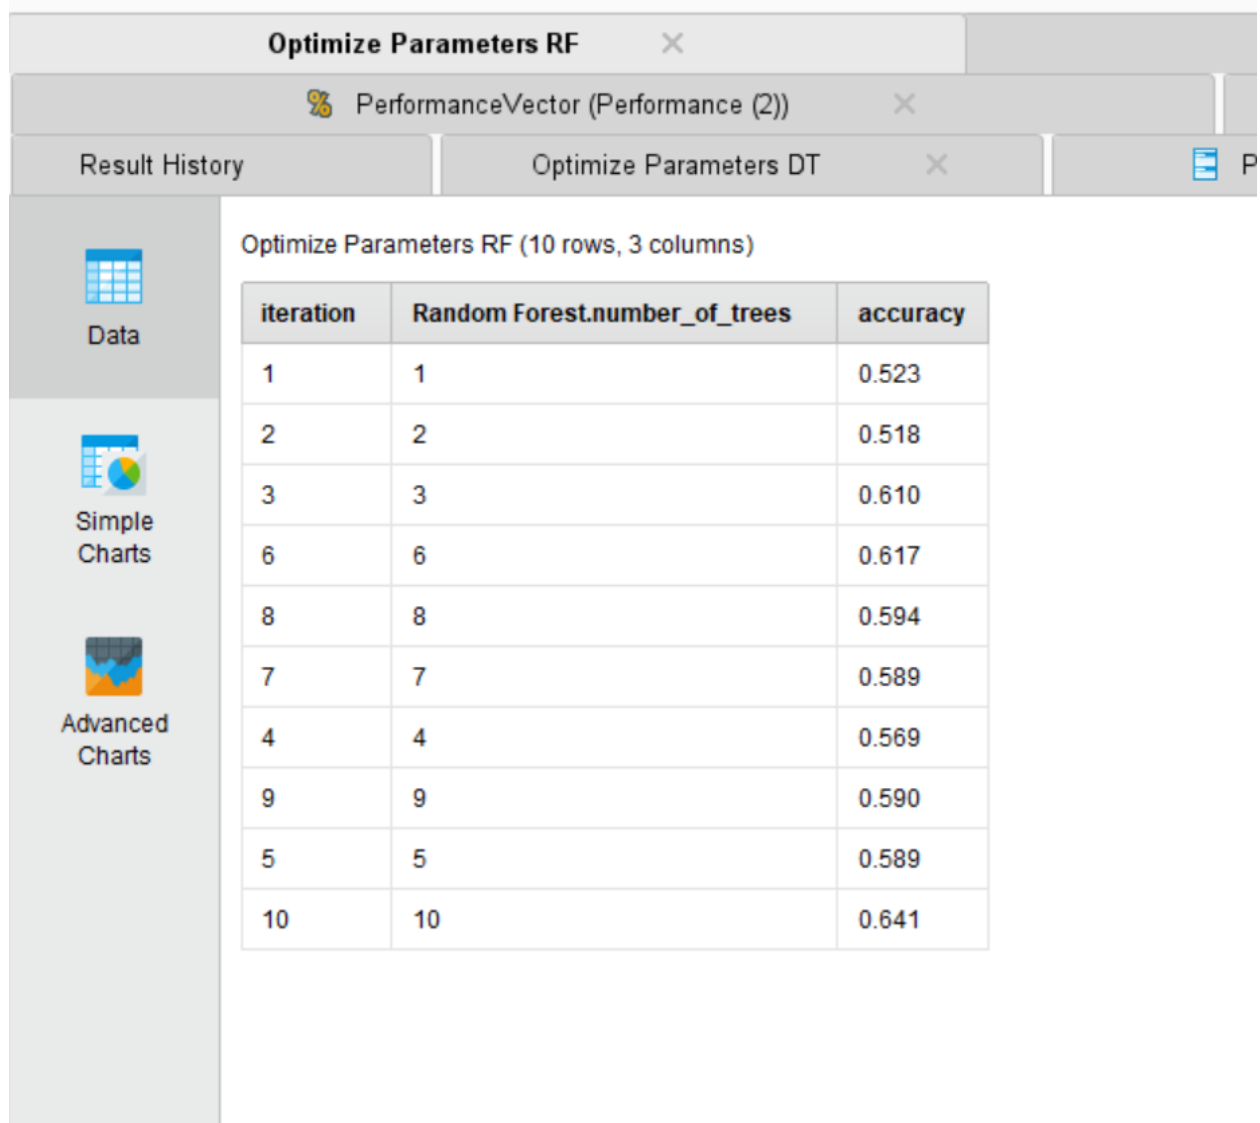 Optimize Parameters RF
PerformanceVector (Performance (2))
Result History Optimize Parameters DT P
Optimize Parameters RF (10 rows, 3 columns)
Data
Simple
Charts
Advanced
Charts
iteration Random Forest.number_of_trees accuracy
1 1 0.523
2 2 0.518
3 3 0.610
6 6 0.617
8 8 0.594
7 7 0.589
4 4 0.569
9 9 0.590
5 5 0.589
10 10 0.641